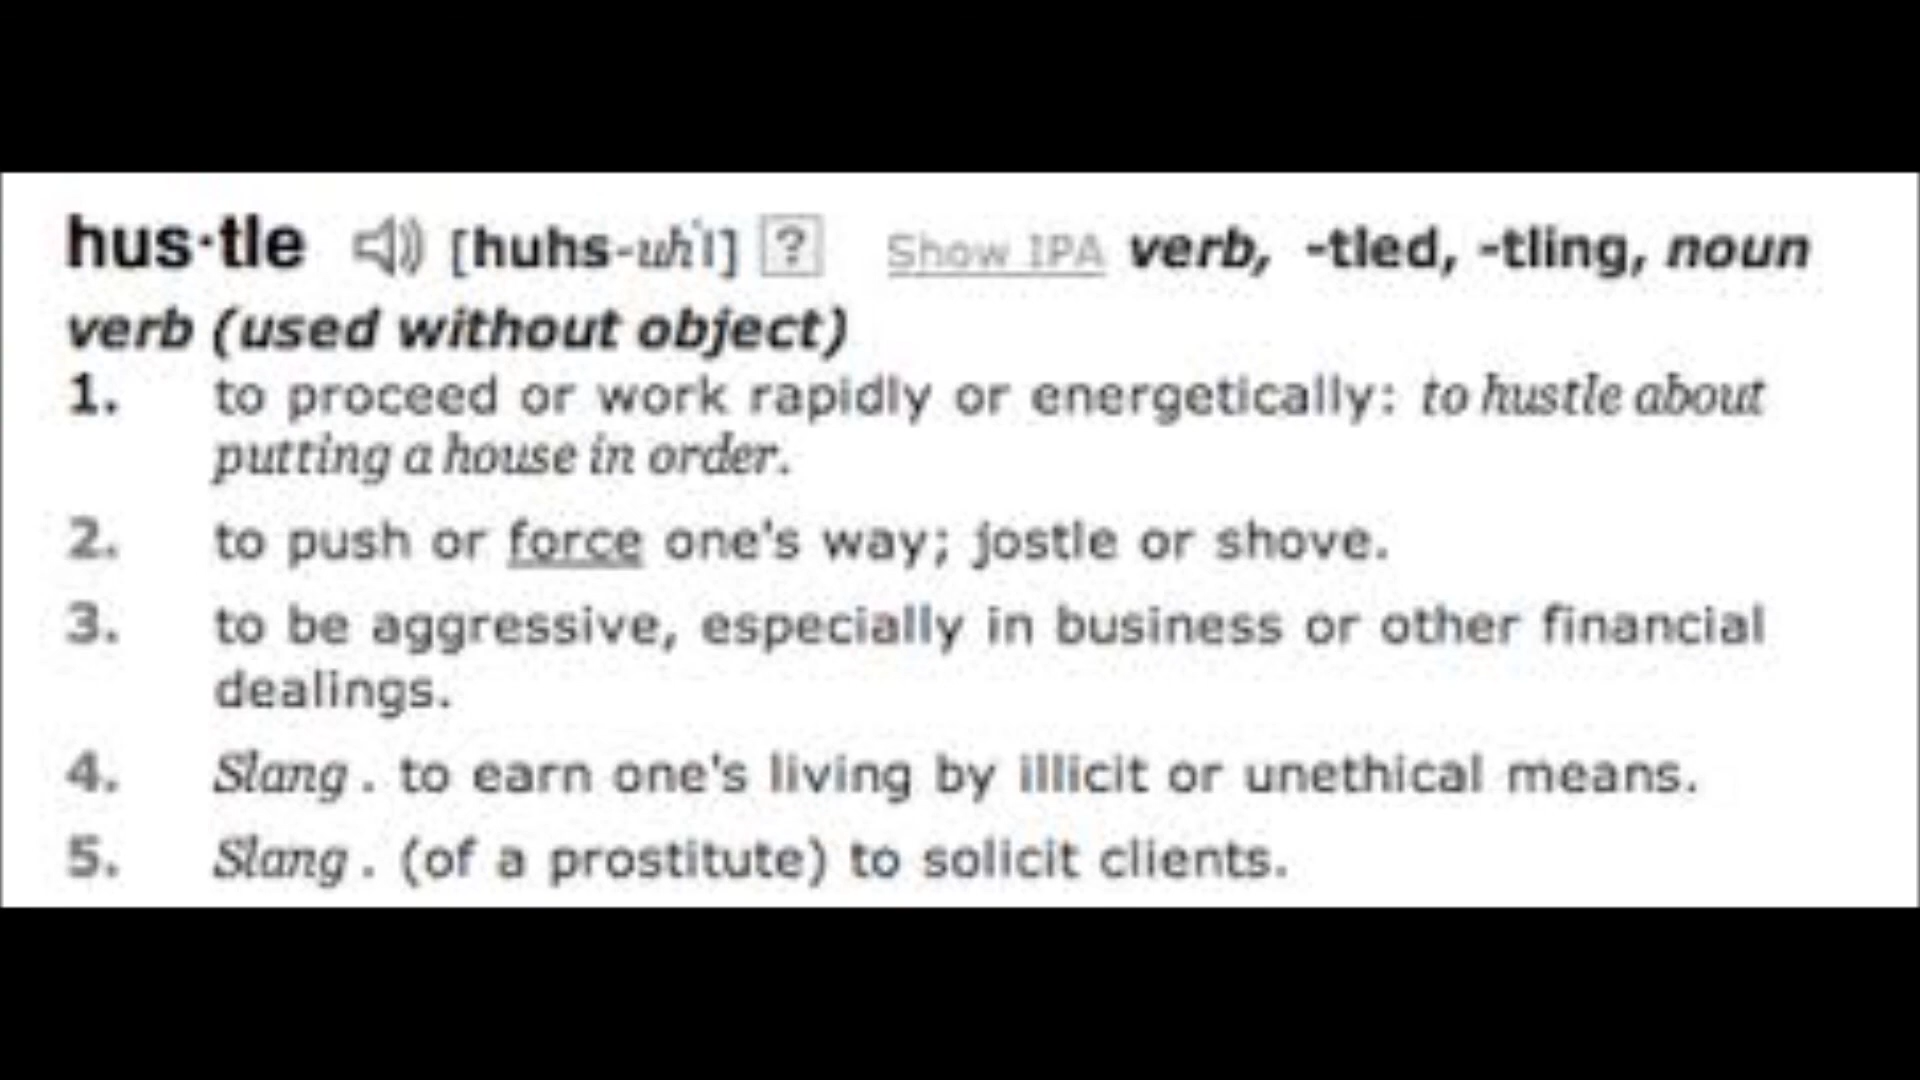 hus·tle [huhs-uh'l] ? Show IPA verb, -tled, -tling, noun
verb (used without object)
1. to proceed or work rapidly or energetically: to hustle about
putting a house in order.
2. to push or force one's way; jostle or shove.
3. to be aggressive, especially in business or other financial
dealings.
4. Slang . to earn one's living by illicit or unethical means.
5. Slang . (of a prostitute) to solicit clients.